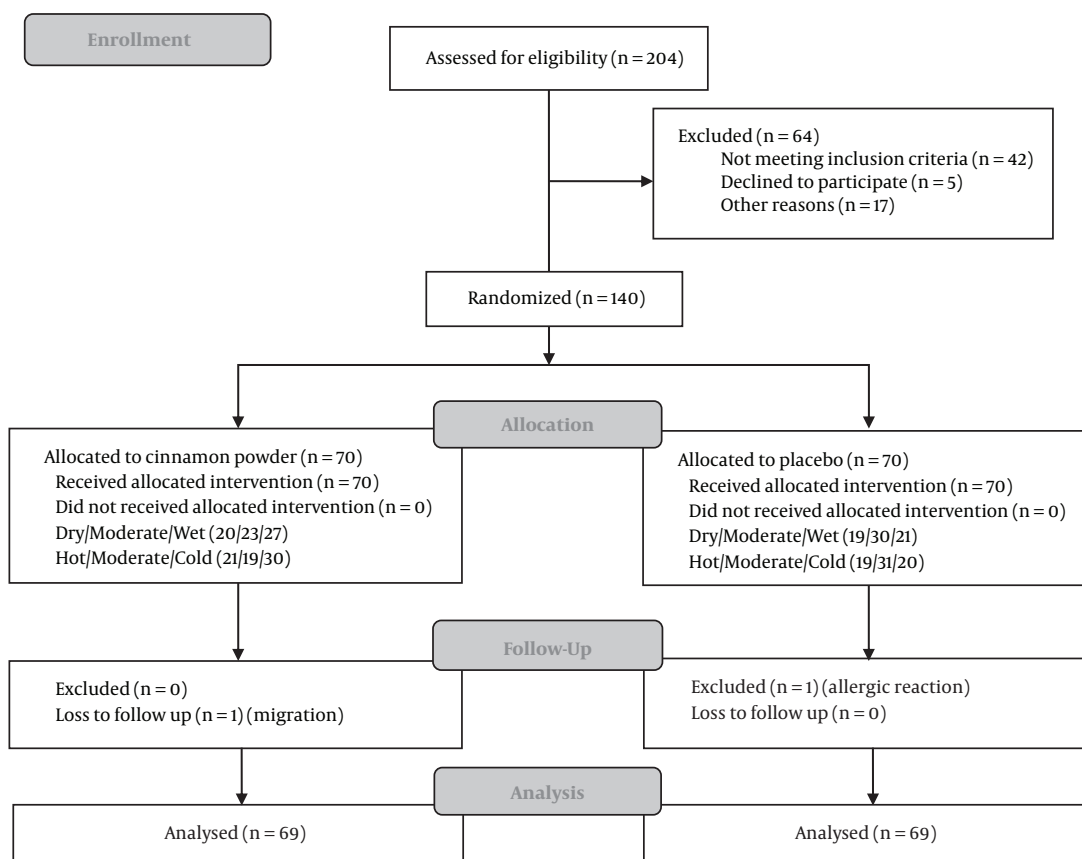 Enrollment
Assessed for eligibility (n = 204)
Excluded (n = 64)
Not meeting inclusion criteria (n = 42)
Declined to participate (n = 5)
Other reasons (n = 17)
Randomized (n = 140)
Allocation
Allocated to cinnamon powder (n = 70)
Received allocated intervention (n = 70)
Did not received allocated intervention (n = 0)
Dry/Moderate/Wet (20/23/27)
Hot/Moderate/Cold (21/19/30)
Allocated to placebo (n = 70)
Received allocated intervention (n = 70)
Did not received allocated intervention (n = 0)
Dry/Moderate/Wet (19/30/21)
Hot/Moderate/Cold (19/31/20)
Follow-Up
Excluded (n = 0)
Loss to follow up (n = 1) (migration)
Excluded (n = 1) (allergic reaction)
Loss to follow up (n = 0)
Analysis
Analysed (n = 69)
Analysed (n = 69)